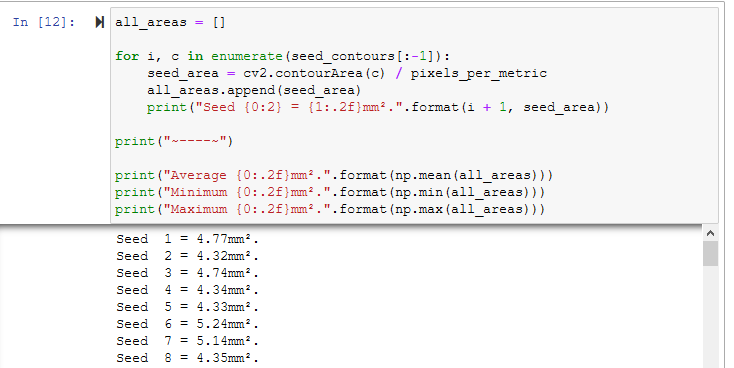 In [12]: all_areas = []
for i, c in enumerate(seed_contours[:-1]):
    seed_area = cv2.contourArea(c) / pixels_per_metric
    all_areas.append(seed_area)
    print("Seed {0:2} = {1:.2f}mm².".format(i + 1, seed_area))
print("~----~")
print("Average {0:.2f}mm².".format(np.mean(all_areas)))
print("Minimum {0:.2f}mm².".format(np.min(all_areas)))
print("Maximum {0:.2f}mm².".format(np.max(all_areas)))
Seed  1 = 4.77mm².
Seed  2 = 4.32mm².
Seed  3 = 4.74mm².
Seed  4 = 4.34mm².
Seed  5 = 4.33mm².
Seed  6 = 5.24mm².
Seed  7 = 5.14mm².
Seed  8 = 4.35mm².